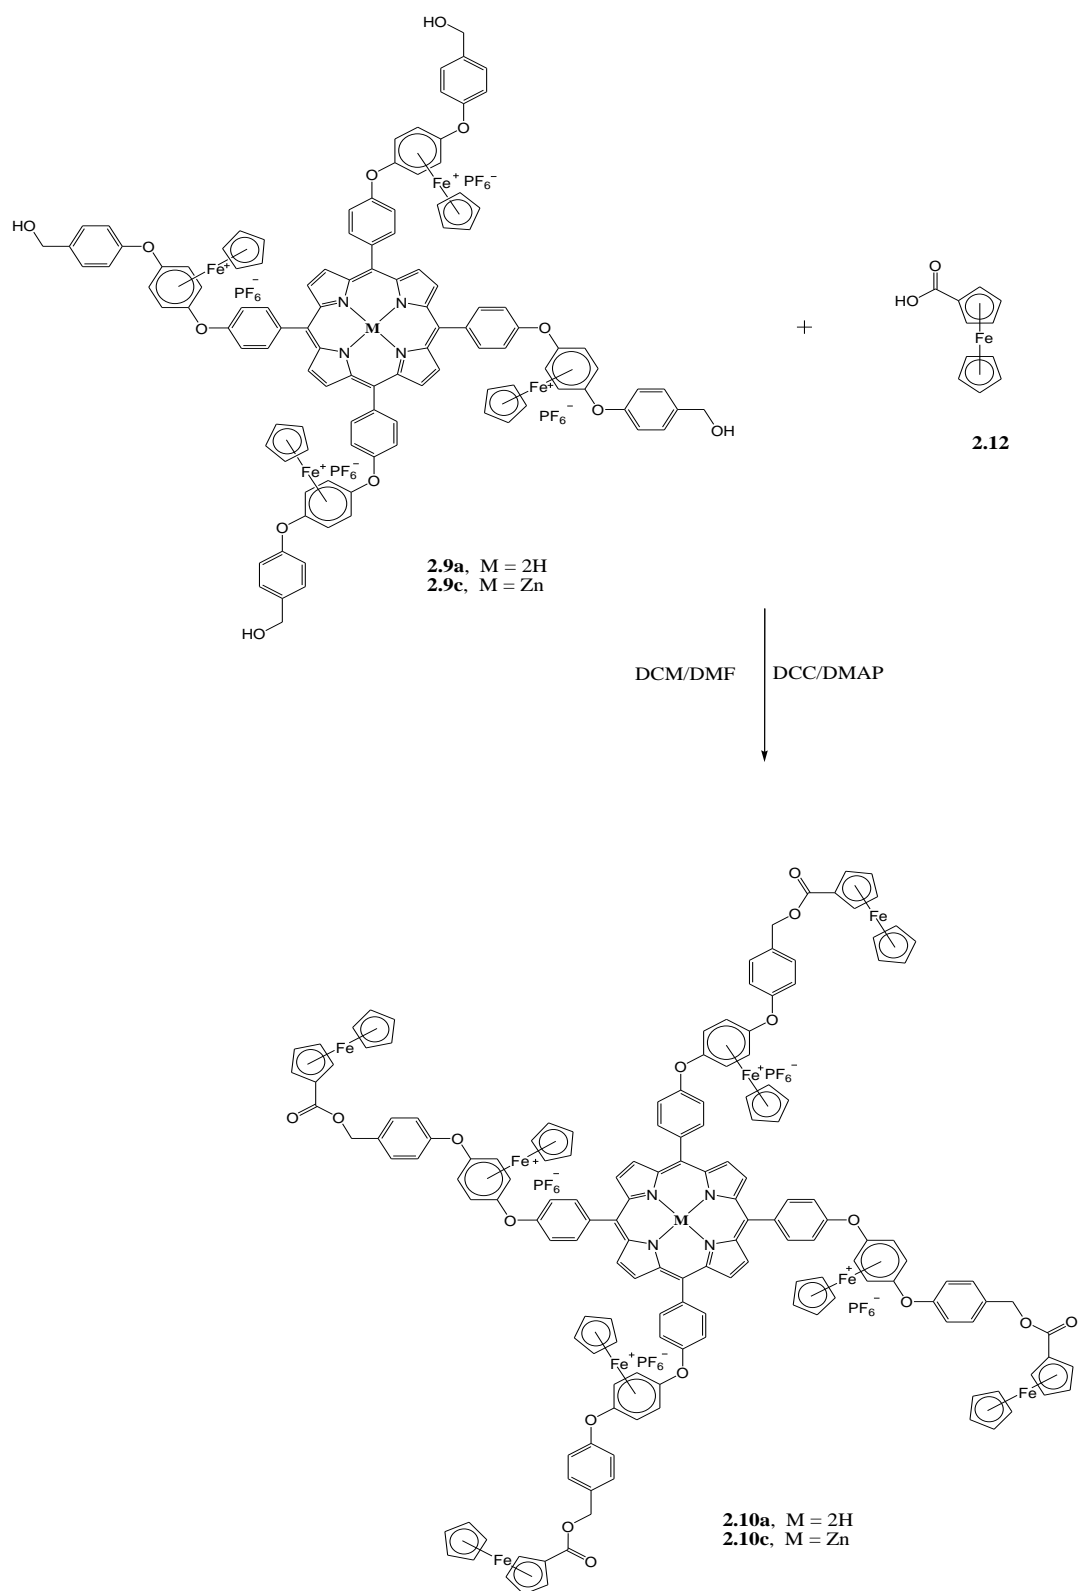 HO
O
O
Fe⁺ PF₆⁻
HO
O
Fe⁺
PF₆⁻
O
N N
M
N N
O
Fe⁺
PF₆⁻
O
OH
Fe⁺ PF₆⁻
O
O
HO
+
O
HO
Fe
2.12
2.9a, M = 2H
2.9c, M = Zn
DCM/DMF DCC/DMAP
O
O
Fe
O
O
Fe⁺PF₆⁻
Fe
O
O
O
Fe⁺
PF₆⁻
O
N N
M
N N
O
Fe⁺
PF₆⁻
O
O
O
Fe
Fe⁺PF₆⁻
O
O
O
O
Fe
2.10a, M = 2H
2.10c, M = Zn